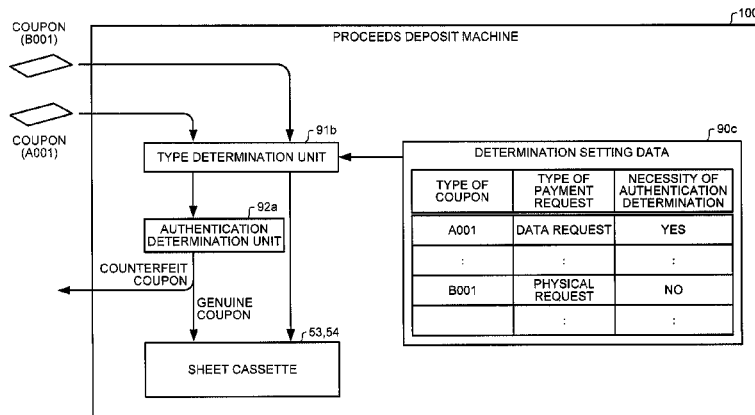 100
COUPON
(B001)
PROCEEDS DEPOSIT MACHINE
COUPON
(A001)
91b
TYPE DETERMINATION UNIT
92a
AUTHENTICATION
DETERMINATION UNIT
COUNTERFEIT
COUPON
GENUINE
COUPON
53,54
SHEET CASSETTE
90c
DETERMINATION SETTING DATA
TYPE OF
COUPON
TYPE OF
PAYMENT
REQUEST
NECESSITY OF
AUTHENTICATION
DETERMINATION
A001 DATA REQUEST YES
: : :
B001 PHYSICAL
REQUEST NO
: :